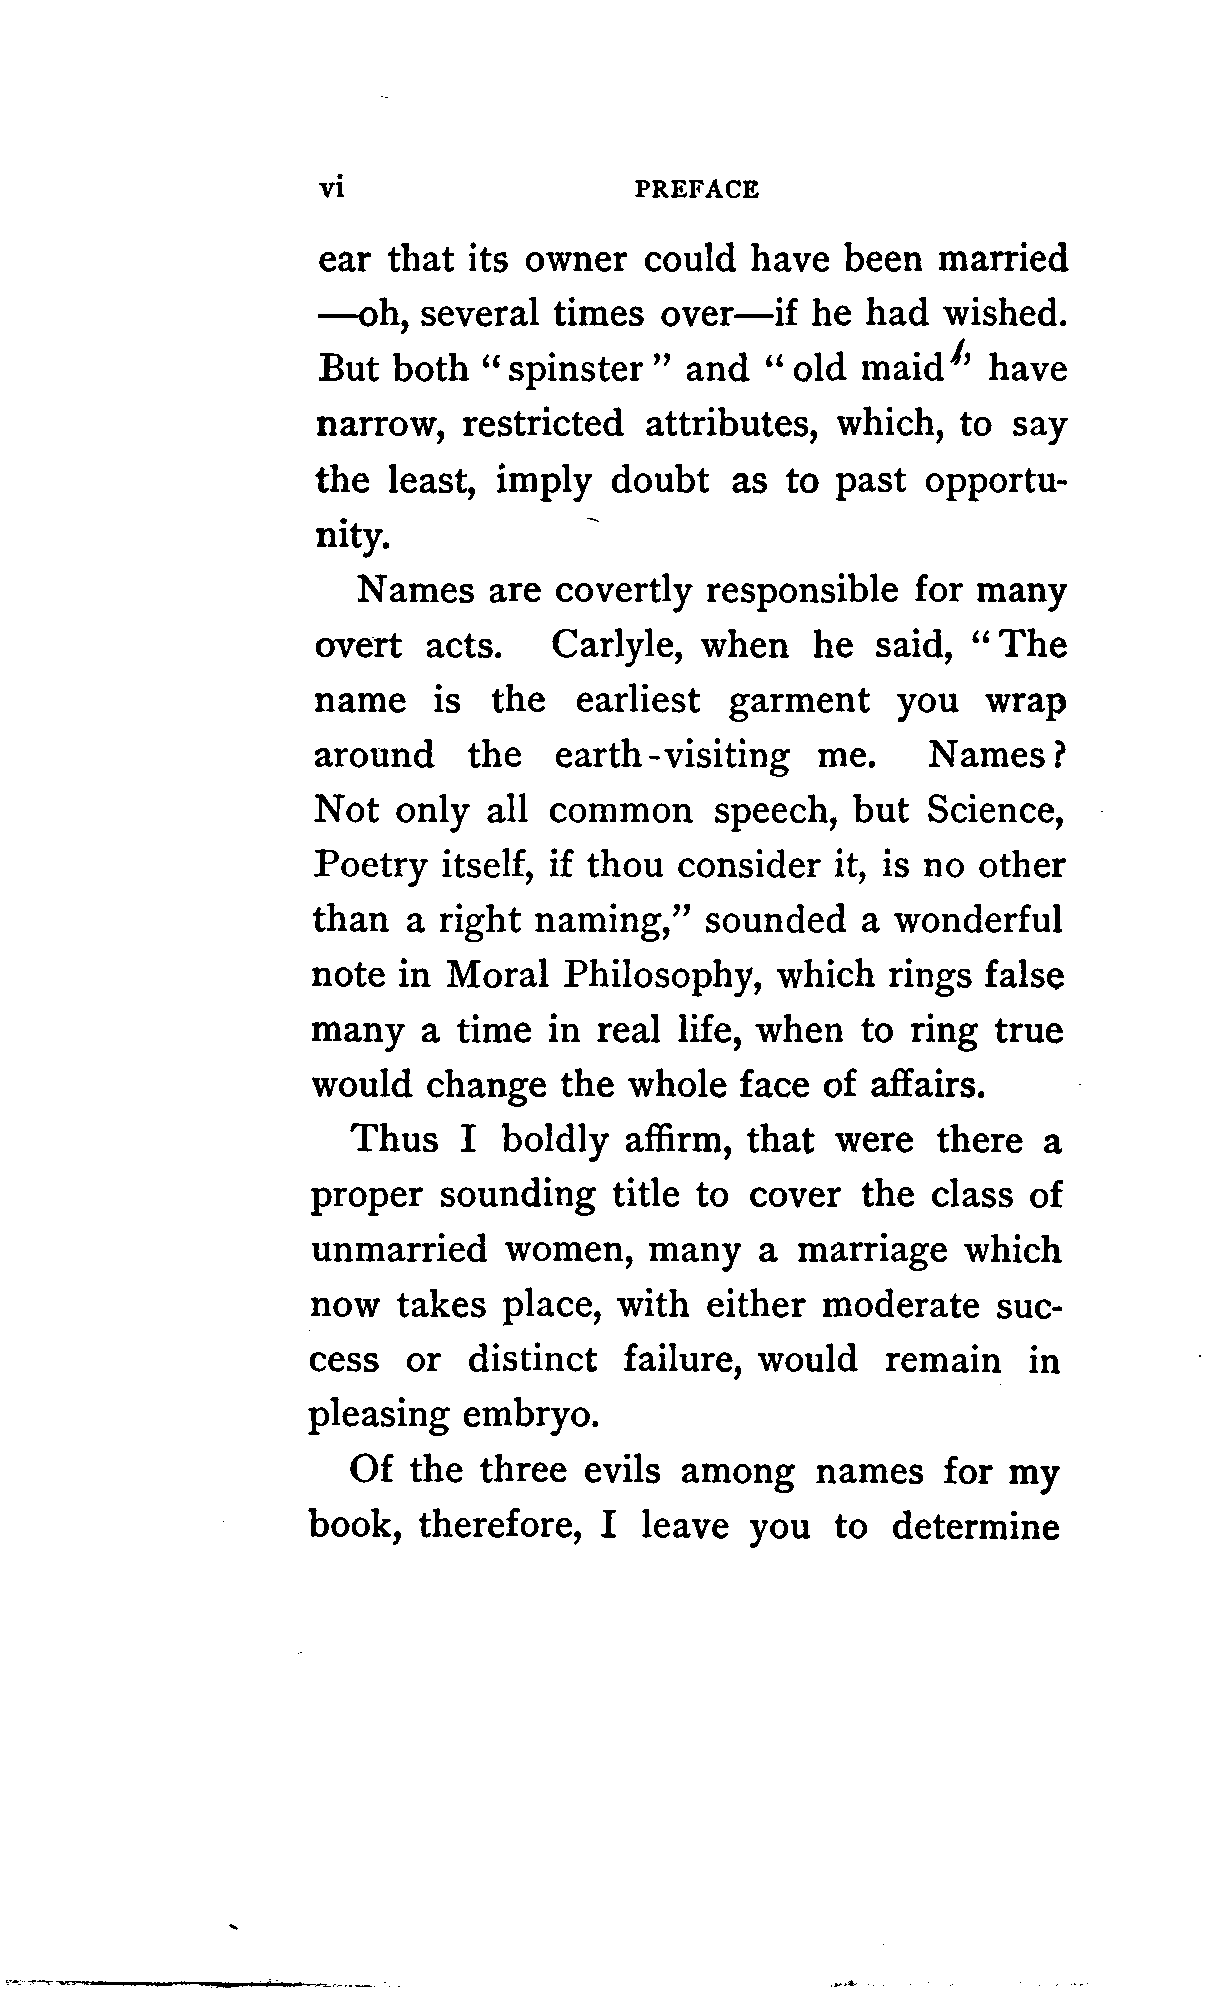 vi PREFACE
ear that its owner could have been married
—oh, several times over—if he had wished.
But both “spinster” and “old maid” have
narrow, restricted attributes, which, to say
the least, imply doubt as to past opportu-
nity.
Names are covertly responsible for many
overt acts. Carlyle, when he said, “The
name is the earliest garment you wrap
around the earth-visiting me. Names?
Not only all common speech, but Science,
Poetry itself, if thou consider it, is no other
than a right naming,” sounded a wonderful
note in Moral Philosophy, which rings false
many a time in real life, when to ring true
would change the whole face of affairs.
Thus I boldly affirm, that were there a
proper sounding title to cover the class of
unmarried women, many a marriage which
now takes place, with either moderate suc-
cess or distinct failure, would remain in
pleasing embryo.
Of the three evils among names for my
book, therefore, I leave you to determine